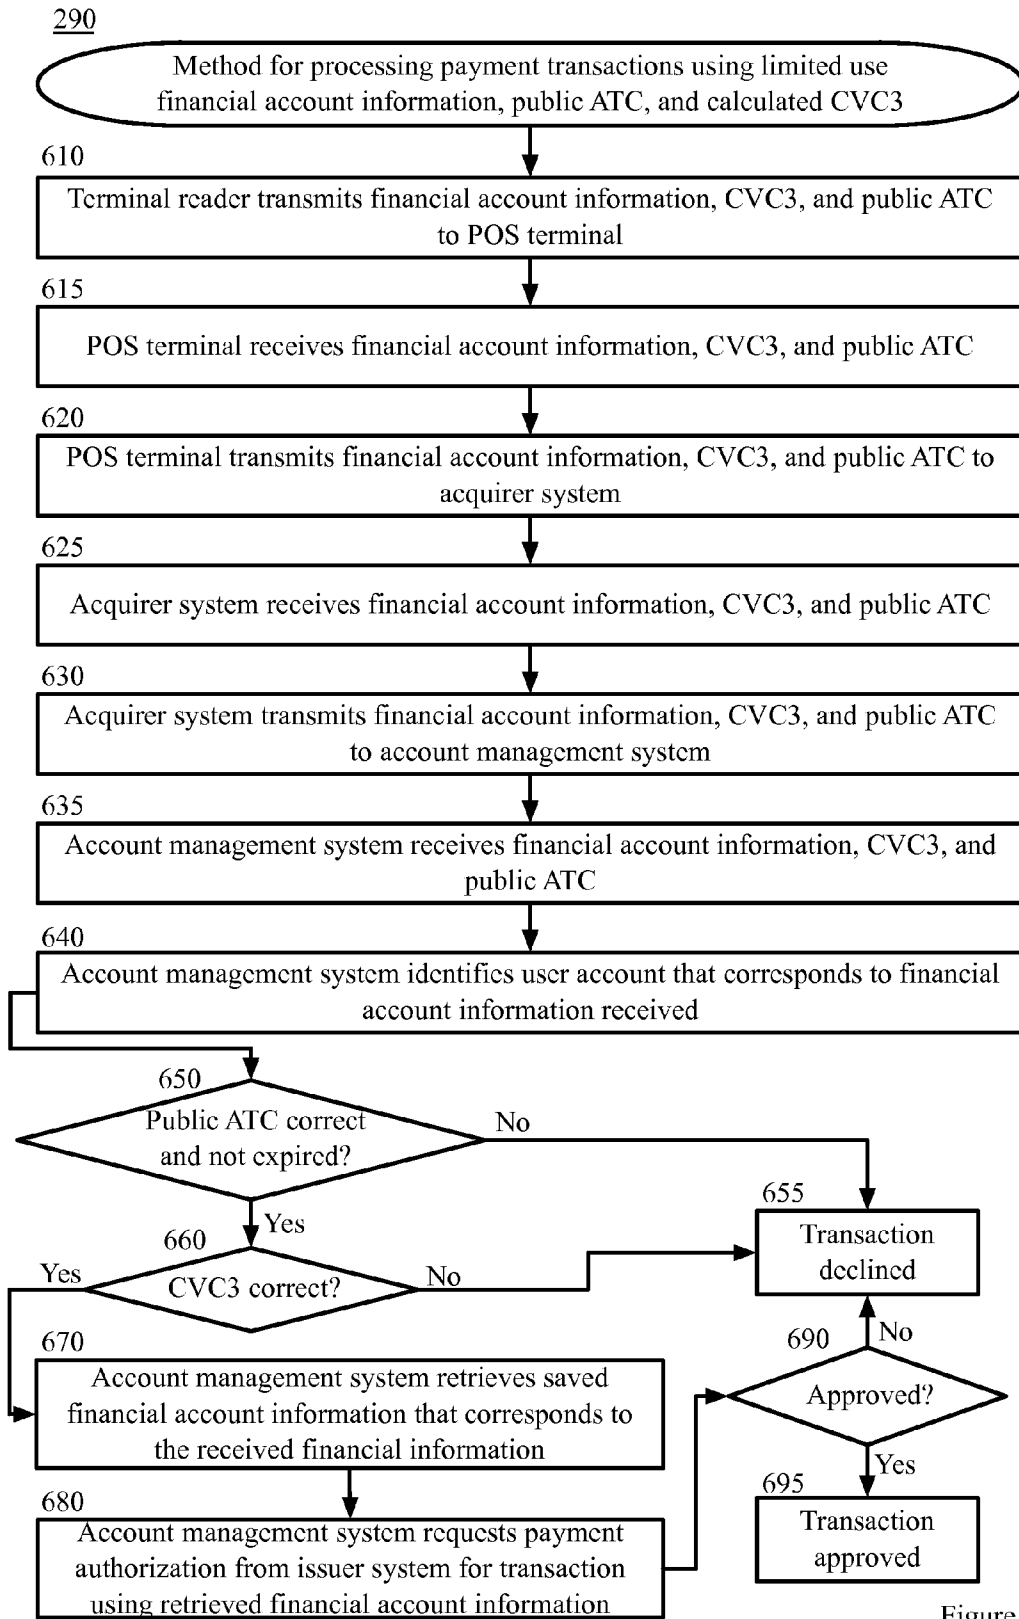 290
Method for processing payment transactions using limited use
financial account information, public ATC, and calculated CVC3
610
Terminal reader transmits financial account information, CVC3, and public ATC
to POS terminal
615
POS terminal receives financial account information, CVC3, and public ATC
620
POS terminal transmits financial account information, CVC3, and public ATC to
acquirer system
625
Acquirer system receives financial account information, CVC3, and public ATC
630
Acquirer system transmits financial account information, CVC3, and public ATC
to account management system
635
Account management system receives financial account information, CVC3, and
public ATC
640
Account management system identifies user account that corresponds to financial
account information received
650
Public ATC correct
and not expired?
No
Yes
655
Transaction
declined
660
CVC3 correct?
Yes
No
670
Account management system retrieves saved
financial account information that corresponds to
the received financial information
690
No
Approved?
Yes
680
Account management system requests payment
authorization from issuer system for transaction
using retrieved financial account information
695
Transaction
approved
Figure